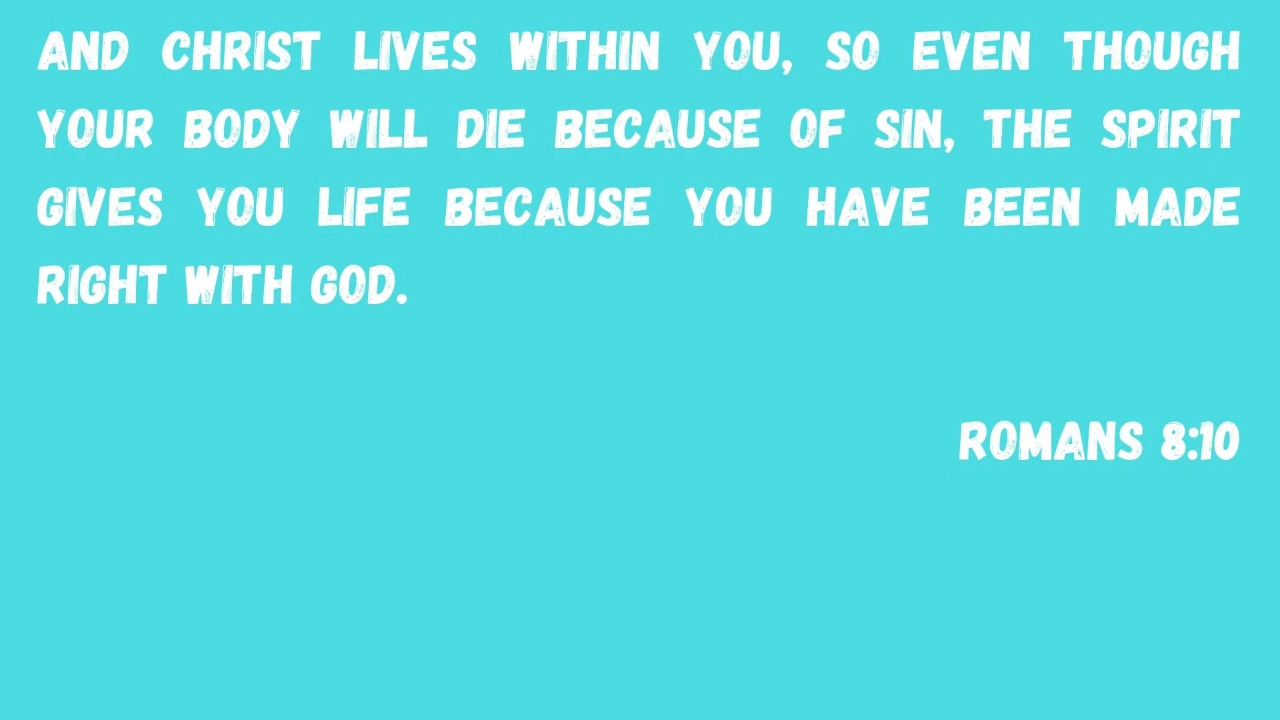 AND CHRIST LIVES WITHIN YOU, SO EVEN THOUGH
YOUR BODY WILL DIE BECAUSE OF SIN, THE SPIRIT
GIVES YOU LIFE BECAUSE YOU HAVE BEEN MADE
RIGHT WITH GOD.
ROMANS 8:10